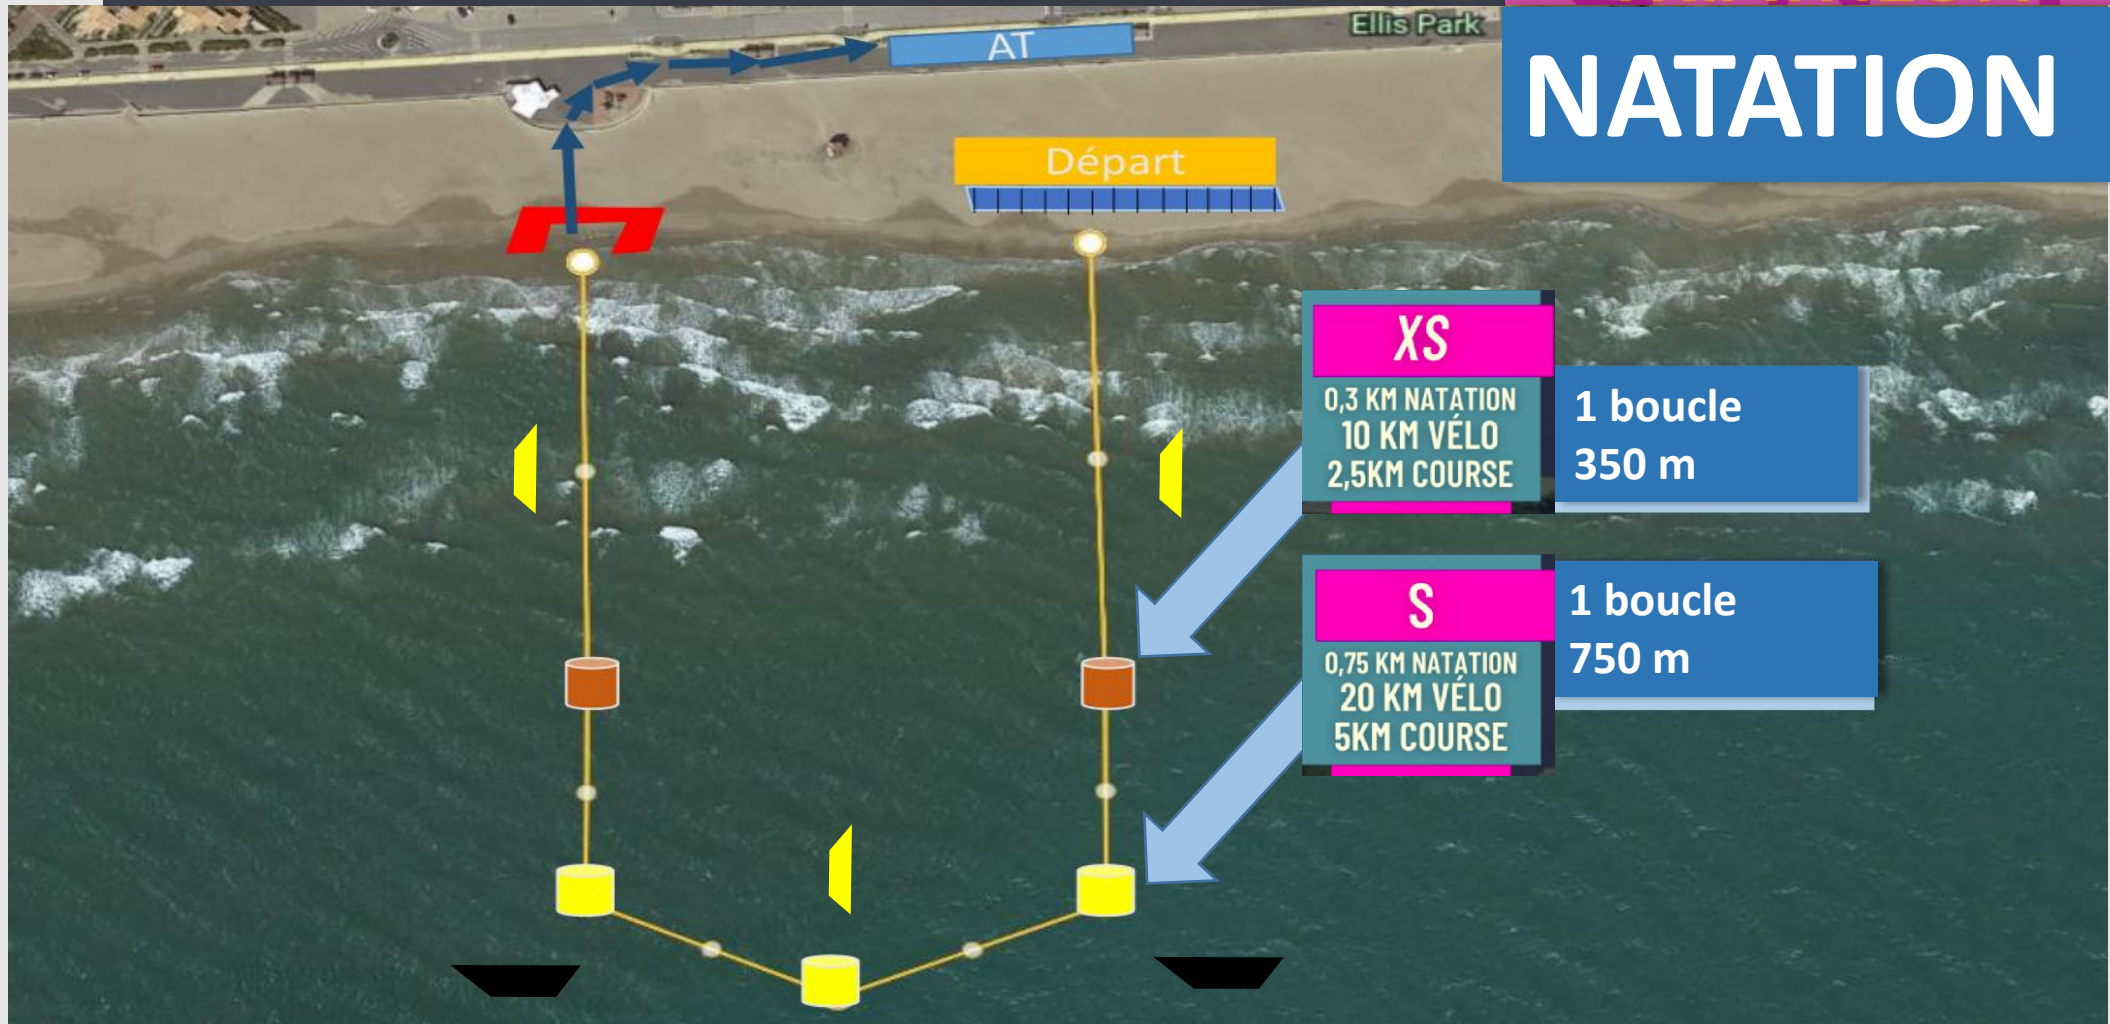 Ellis Park
NATATION
AT
Départ
XS
0,3 KM NATATION
10 KM VÉLO
2,5KM COURSE
1 boucle
350 m
S
0,75 KM NATATION
20 KM VÉLO
5KM COURSE
1 boucle
750 m